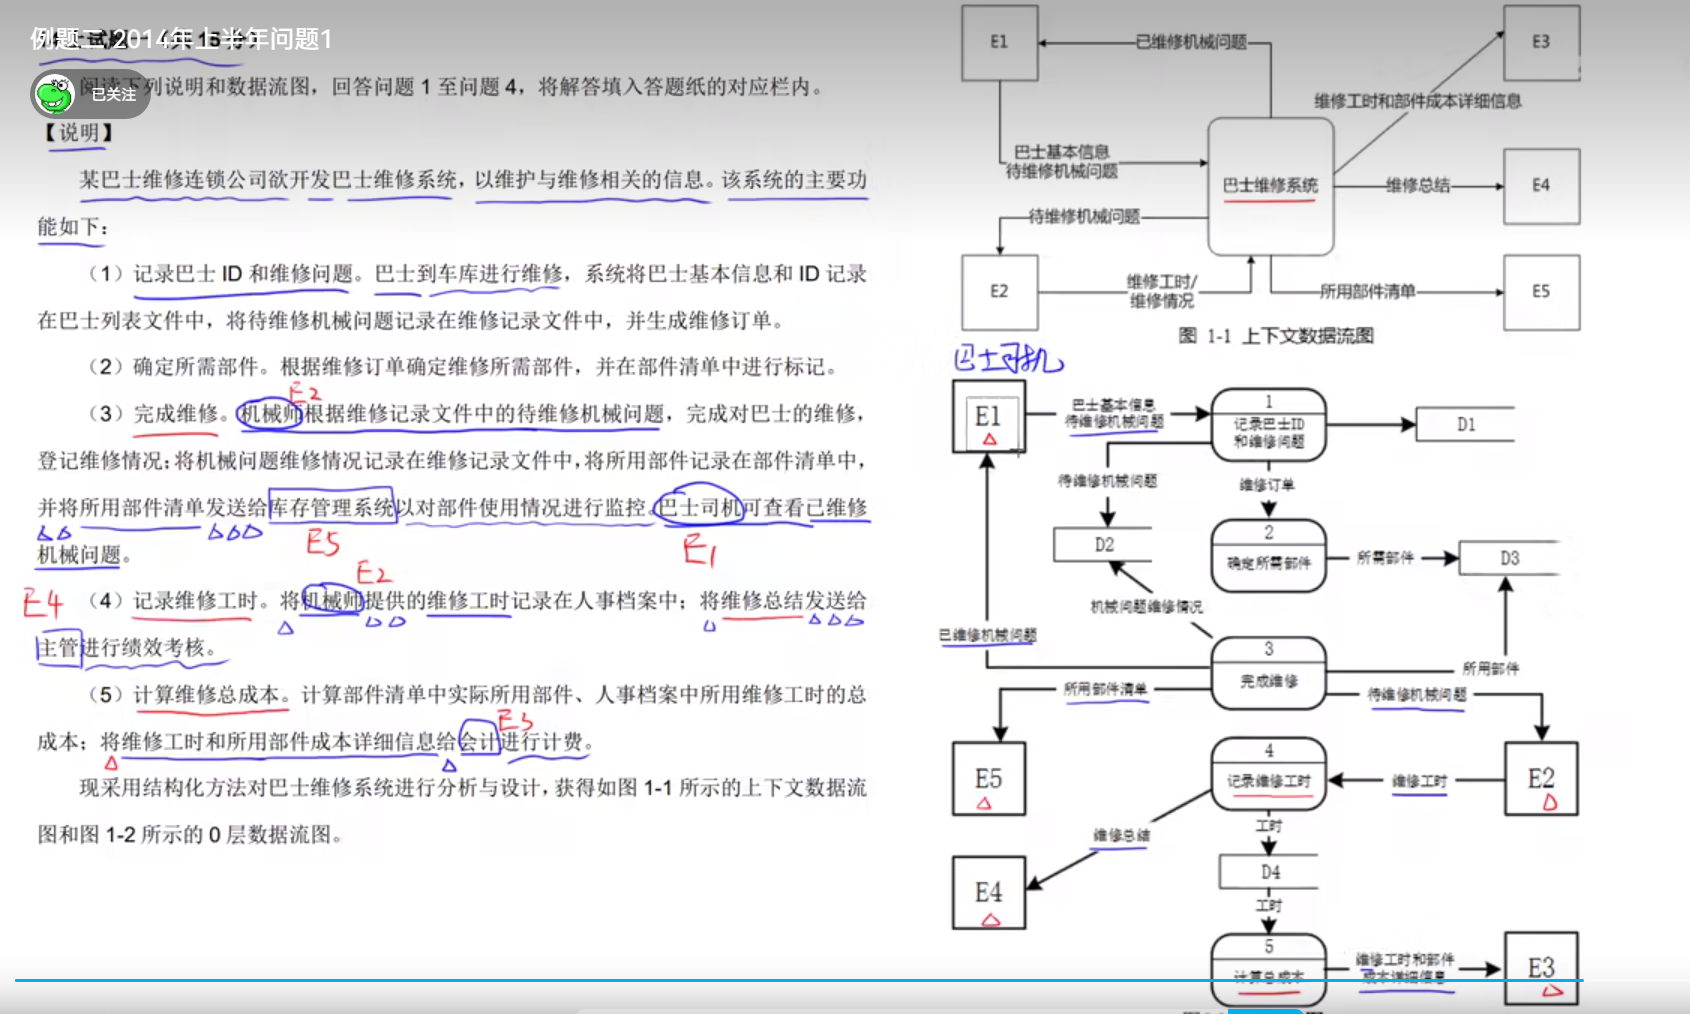 例题二 2014年上半年问题1
已关注
阅读下列说明和数据流图，回答问题 1 至问题 4，将解答填入答题纸的对应栏内。
【说明】
某巴士维修连锁公司欲开发巴士维修系统，以维护与维修相关的信息。该系统的主要功
能如下：
（1）记录巴士 ID 和维修问题。巴士到车库进行维修，系统将巴士基本信息和 ID 记录
在巴士列表文件中，将待维修机械问题记录在维修记录文件中，并生成维修订单。
（2）确定所需部件。根据维修订单确定维修所需部件，并在部件清单中进行标记。
E2
（3）完成维修。机械师根据维修记录文件中的待维修机械问题，完成对巴士的维修，
登记维修情况；将机械问题维修情况记录在维修记录文件中，将所用部件记录在部件清单中，
并将所用部件清单发送给库存管理系统以对部件使用情况进行监控。巴士司机可查看已维修
E5
E1
机械问题。
E2
E4
（4）记录维修工时。将机械师提供的维修工时记录在人事档案中；将维修总结发送给
主管进行绩效考核。
（5）计算维修总成本。计算部件清单中实际所用部件、人事档案中所用维修工时的总
E3
成本；将维修工时和所用部件成本详细信息给会计进行计费。
现采用结构化方法对巴士维修系统进行分析与设计，获得如图 1-1 所示的上下文数据流
图和图 1-2 所示的 0 层数据流图。
E1
已维修机械问题
E3
维修工时和部件成本详细信息
巴士基本信息
待维修机械问题
巴士维修系统
维修总结
E4
待维修机械问题
E2
维修工时/
维修情况
所用部件清单
E5
图 1-1 上下文数据流图
巴士司机
E1
巴士基本信息
待维修机械问题
1
记录巴士ID
和维修问题
D1
待维修机械问题
维修订单
D2
2
确定所需部件
所需部件
D3
机械问题维修情况
已维修机械问题
3
完成维修
所用部件
所用部件清单
待维修机械问题
E5
4
记录维修工时
维修工时
E2
维修总结
工时
D4
E4
工时
5
计算总成本
维修工时和部件
成本详细信息
E3